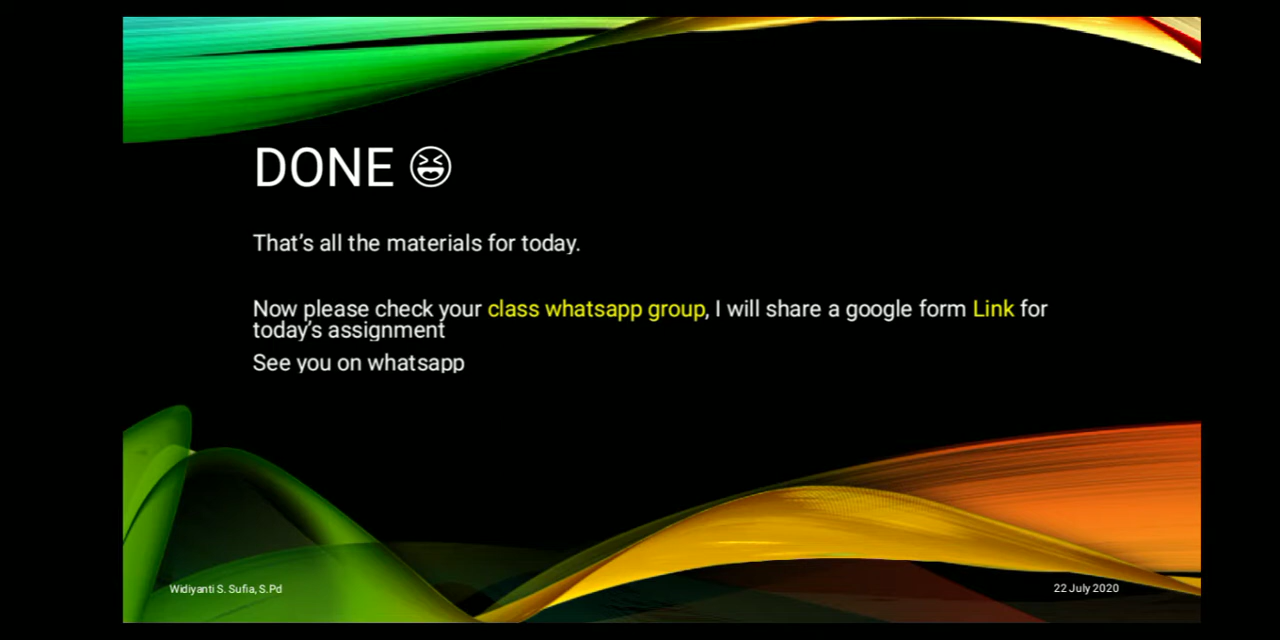 DONE 😆
That's all the materials for today.
Now please check your class whatsapp group, I will share a google form Link for
today's assignment
See you on whatsapp
Widiyanti S. Sufia, S.Pd
22 July 2020